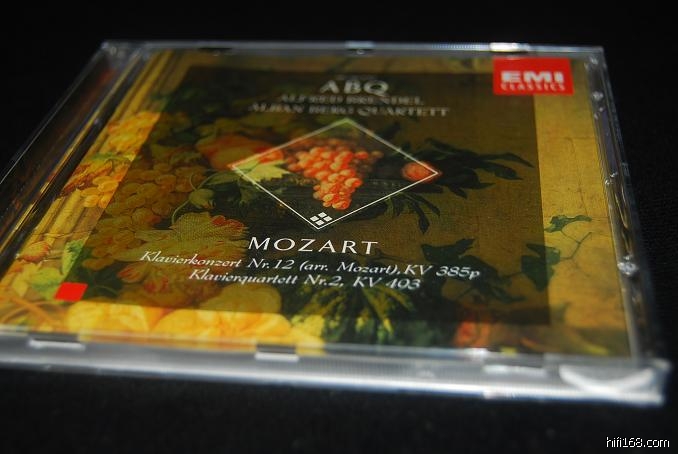 ABQ
EMI
CLASSICS
ALFRED BRENDEL
ALBAN BERG QUARTETT
MOZART
Klavierkonzert Nr.12 (arr. Mozart), KV 385p
Klavierquartett Nr.2, KV 493
hifi168.com